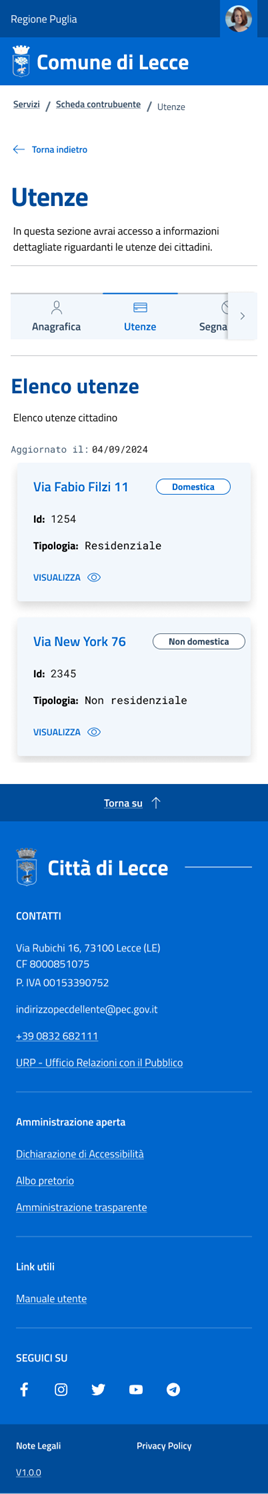 Regione Puglia
Comune di Lecce
Servizi / Scheda contrubuente / Utenze
Torna indietro
Utenze
In questa sezione avrai accesso a informazioni
dettagliate riguardanti le utenze dei cittadini.
Anagrafica Utenze Segna
Elenco utenze
Elenco utenze cittadino
Aggiornato il: 04/09/2024
Via Fabio Filzi 11 Domestica
Id: 1254
Tipologia: Residenziale
VISUALIZZA
Via New York 76 Non domestica
Id: 2345
Tipologia: Non residenziale
VISUALIZZA
Torna su
Città di Lecce
CONTATTI
Via Rubichi 16, 73100 Lecce (LE)
CF 8000851075
P. IVA 00153390752
indirizzopecdellente@pec.gov.it
+39 0832 682111
URP - Ufficio Relazioni con il Pubblico
Amministrazione aperta
Dichiarazione di Accessibilità
Albo pretorio
Amministrazione trasparente
Link utili
Manuale utente
SEGUICI SU
Note Legali Privacy Policy
V1.0.0